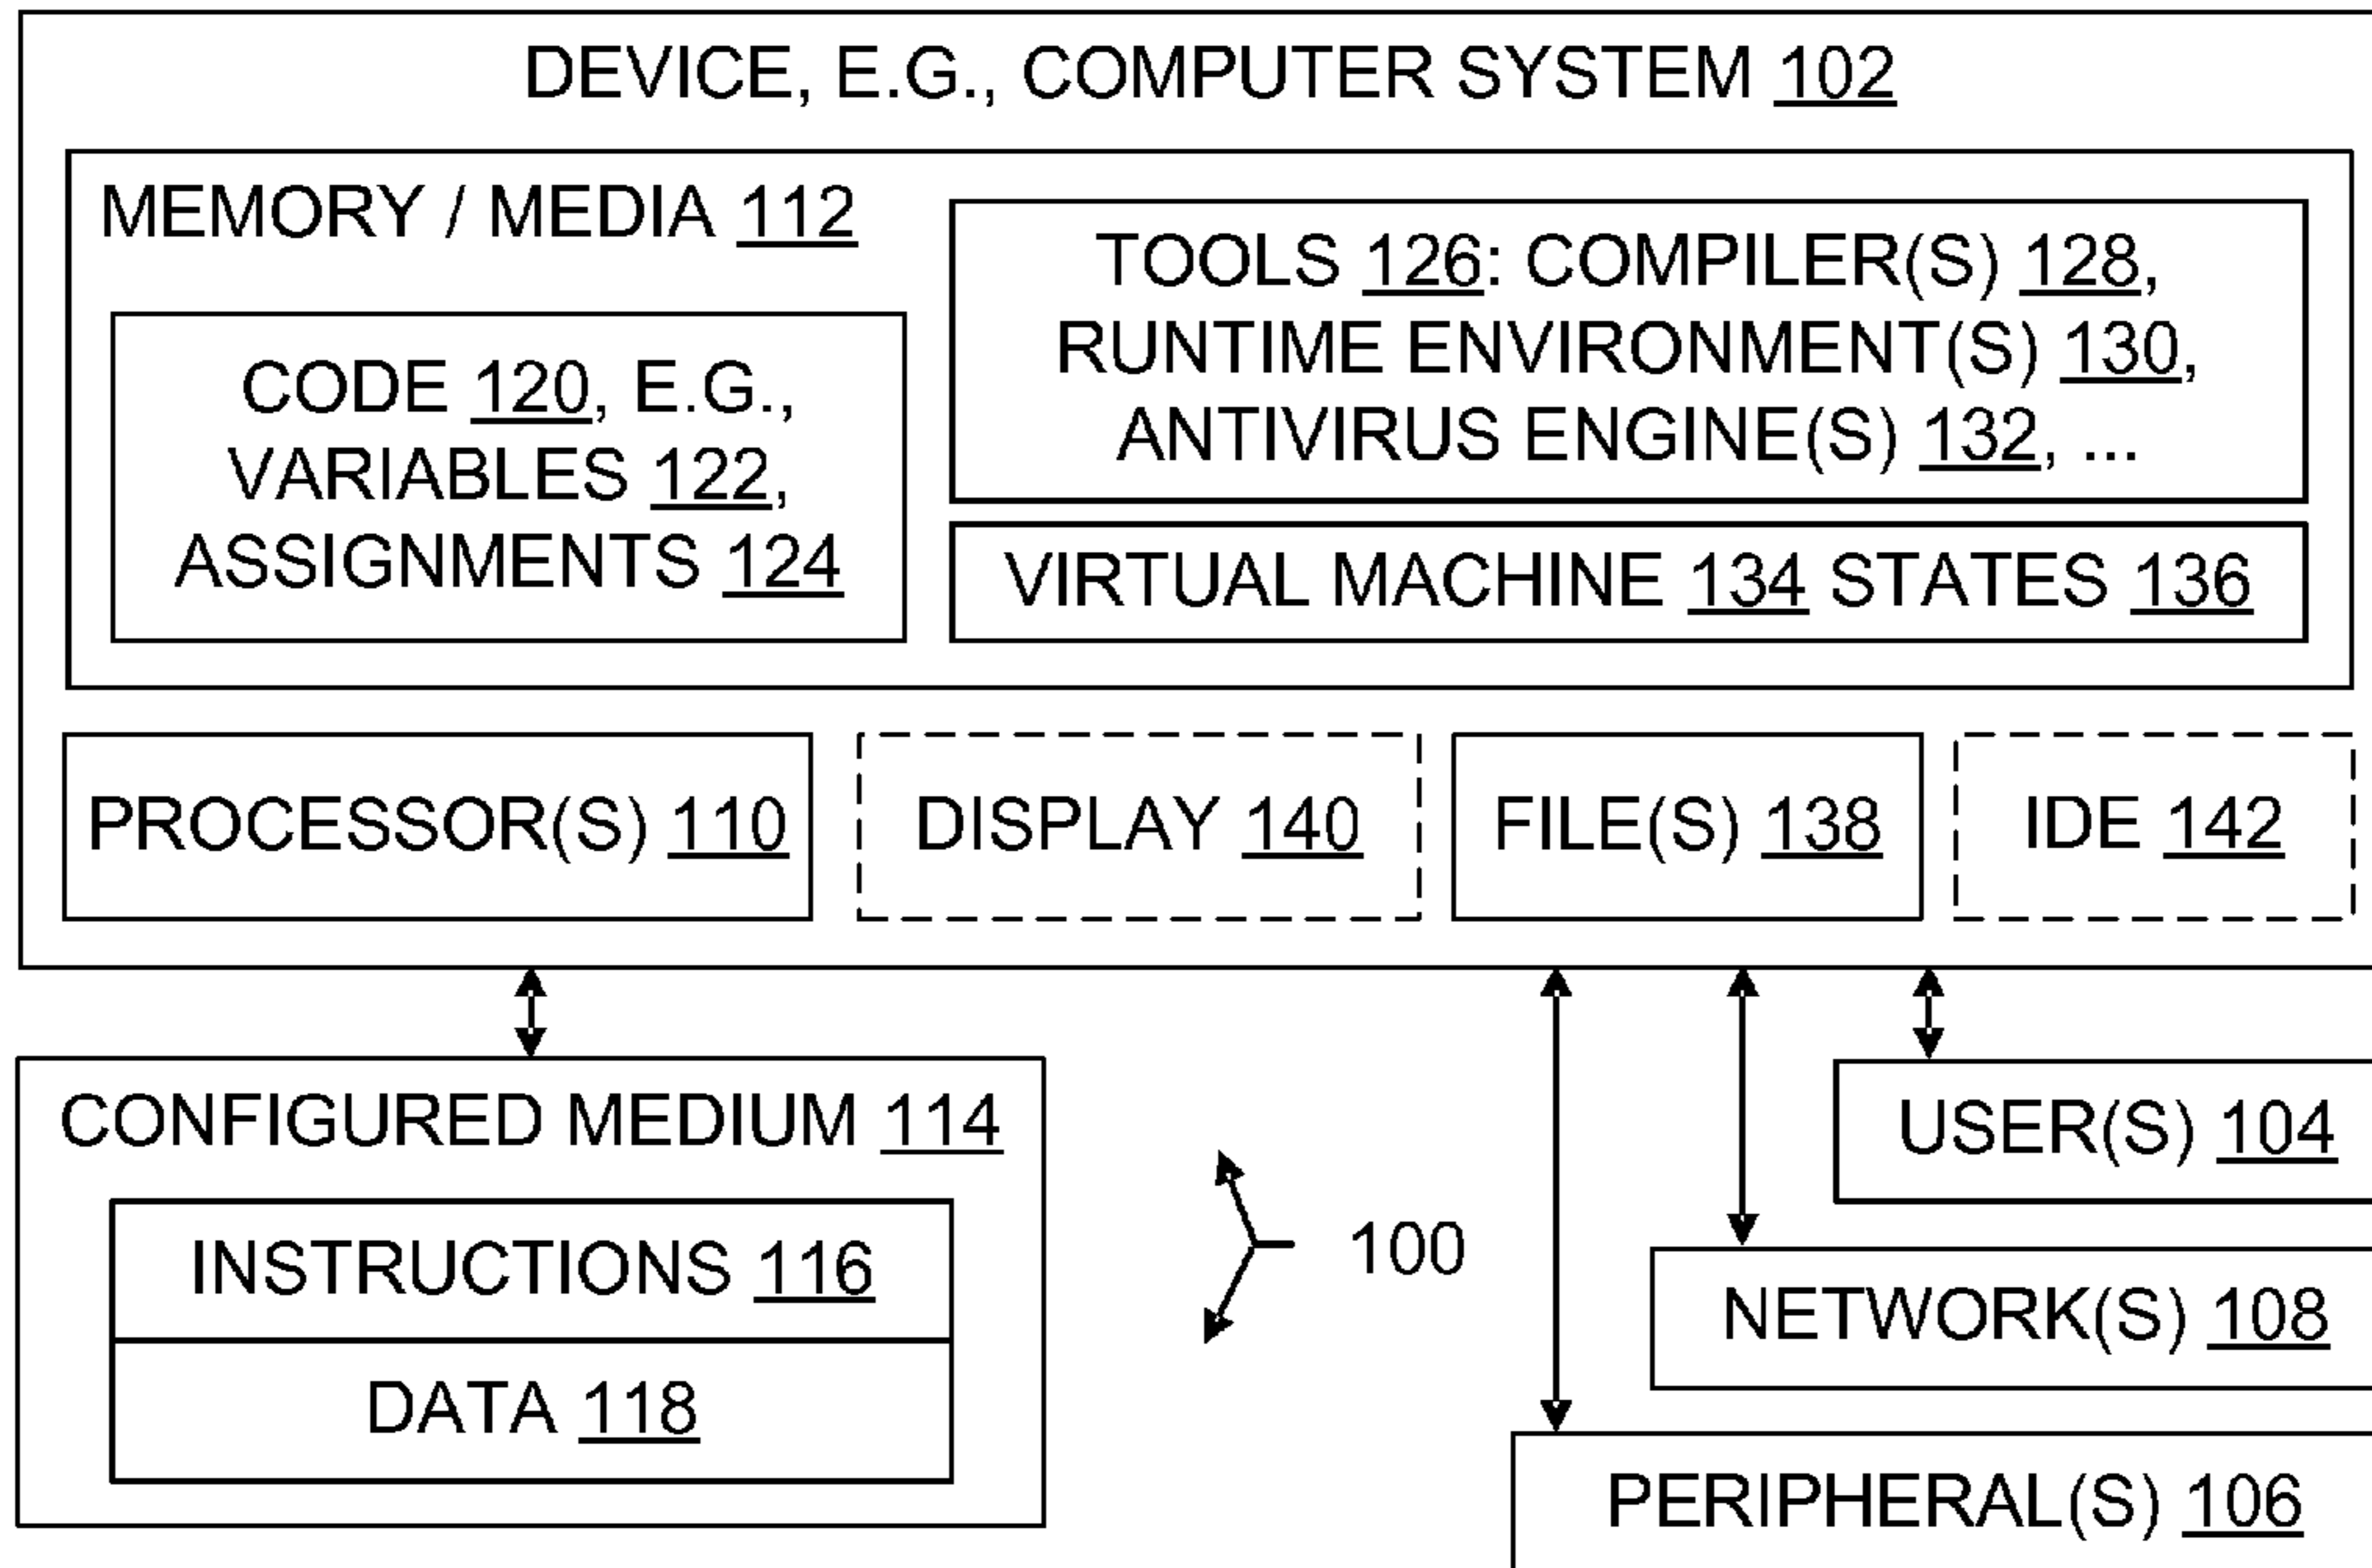 DEVICE, E.G., COMPUTER SYSTEM 102
MEMORY / MEDIA 112
CODE 120, E.G.,
VARIABLES 122,
ASSIGNMENTS 124
TOOLS 126: COMPILER(S) 128,
RUNTIME ENVIRONMENT(S) 130,
ANTIVIRUS ENGINE(S) 132, ...
VIRTUAL MACHINE 134 STATES 136
PROCESSOR(S) 110
DISPLAY 140
FILE(S) 138
IDE 142
CONFIGURED MEDIUM 114
INSTRUCTIONS 116
DATA 118
100
USER(S) 104
NETWORK(S) 108
PERIPHERAL(S) 106